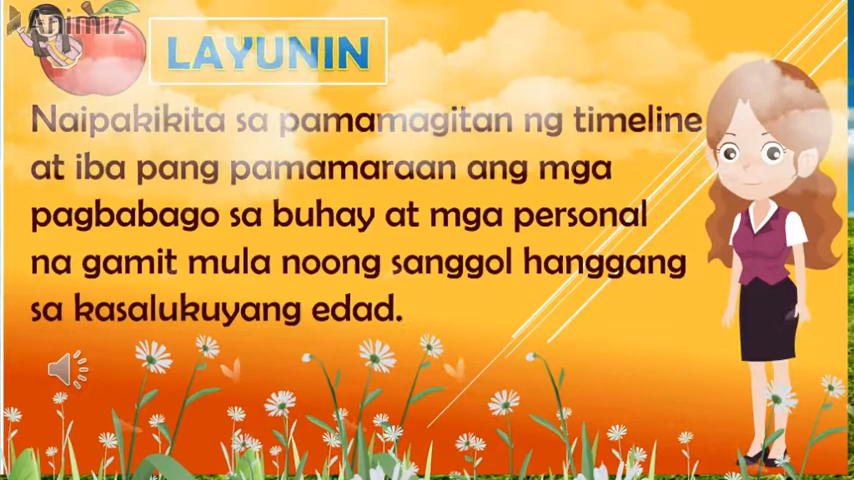 Animiz
LAYUNIN
Naipakikita sa pamamagitan ng timeline
at iba pang pamamaraan ang mga
pagbabago sa buhay at mga personal
na gamit mula noong sanggol hanggang
sa kasalukuyang edad.